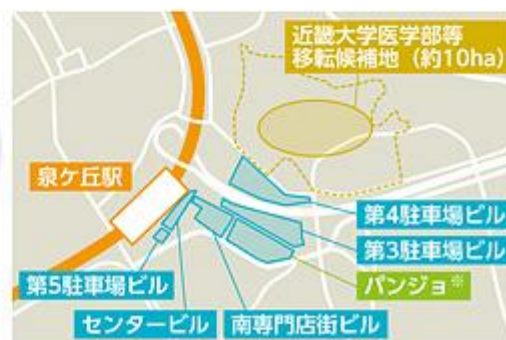 近畿大学医学部等
移転候補地（約10ha）
泉ケ丘駅
第4駐車場ビル
第3駐車場ビル
パンジョ※
第5駐車場ビル
センタービル
南専門店街ビル